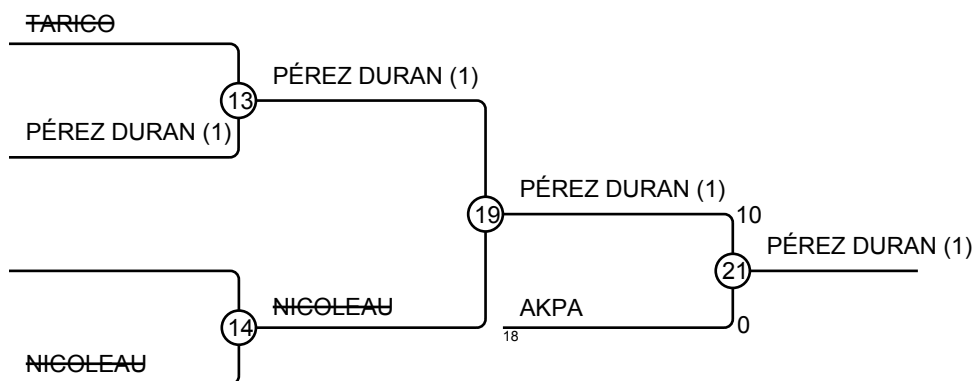 TARICO
PÉREZ DURAN (1)
13
PÉREZ DURAN (1)
PÉREZ DURAN (1)
10
19
PÉREZ DURAN (1)
21
NICOLEAU
AKPA
0
14
18
NICOLEAU